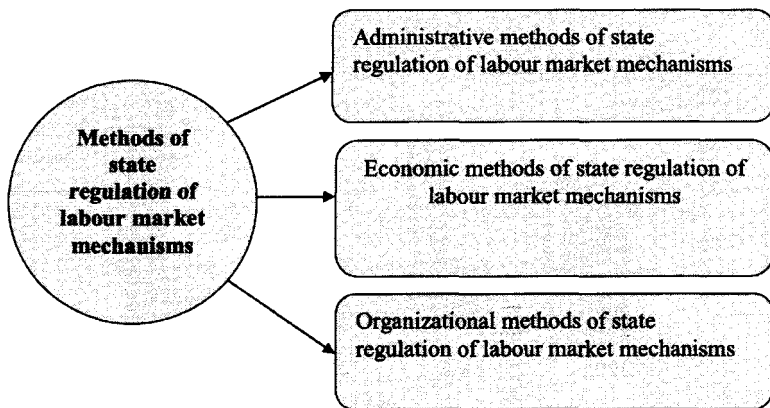 Methods of
state
regulation of
labour market
mechanisms
Administrative methods of state
regulation of labour market mechanisms
Economic methods of state regulation of
labour market mechanisms
Organizational methods of state
regulation of labour market mechanisms